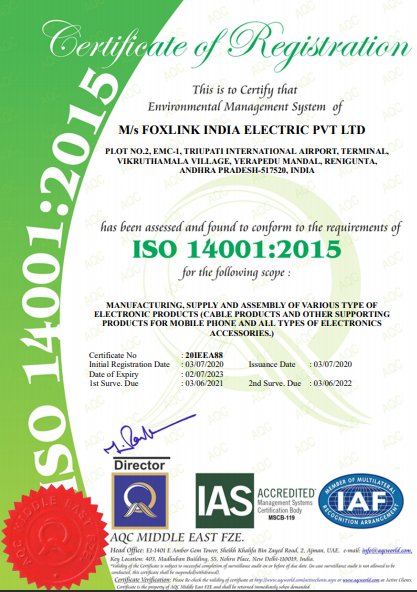 Certificate of Registration
This is to Certify that
Environmental Management System of
M/s FOXLINK INDIA ELECTRIC PVT LTD
PLOT NO.2, EMC-1, TRIUPATI INTERNATIONAL AIRPORT, TERMINAL,
VIKRUTHAMALA VILLAGE, YERAPEDU MANDAL, RENIGUNTA,
ANDHRA PRADESH-517520, INDIA
has been assessed and found to conform to the requirements of
ISO 14001:2015
for the following scope :
MANUFACTURING, SUPPLY AND ASSEMBLY OF VARIOUS TYPE OF
ELECTRONIC PRODUCTS (CABLE PRODUCTS AND OTHER SUPPORTING
PRODUCTS FOR MOBILE PHONE AND ALL TYPES OF ELECTRONICS
ACCESSORIES.)
Certificate No : 20IEEA88
Initial Registration Date : 03/07/2020 Issuance Date : 03/07/2020
Date of Expiry : 02/07/2023
1st Surve. Due : 03/06/2021 2nd Surve. Due : 03/06/2022
ISO 14001:2015
Director
IAS ACCREDITED
Management Systems
Certification Body
MSCB-119
MEMBER OF MULTILATERAL
IAF
RECOGNITION ARRANGEMENT
AQC MIDDLE EAST FZE.
Head Office: E1-1401 E Amber Gem Tower, Sheikh Khalifa Bin Zayed Road, 2, Ajman, UAE. e-mail: info@aqcworld.com,
Key Location: 403, Madhuban Building, 55, Nehru Place, New Delhi-110019, India.
*Validity of the Certificate is subject to successful completion of surveillance audit on or before of due date. (in case surveillance audit is not allowed to be
conducted, this certificate shall be suspended/withdrawal).
Certificate Verification: Please Re-check the validity of certificate at http://www.aqcworld.com/activeclients.aspx or www.aqcworld.com at Active Clients.
Certificate is the property of AQC Middle East FZE. and shall be returned immediately when demanded